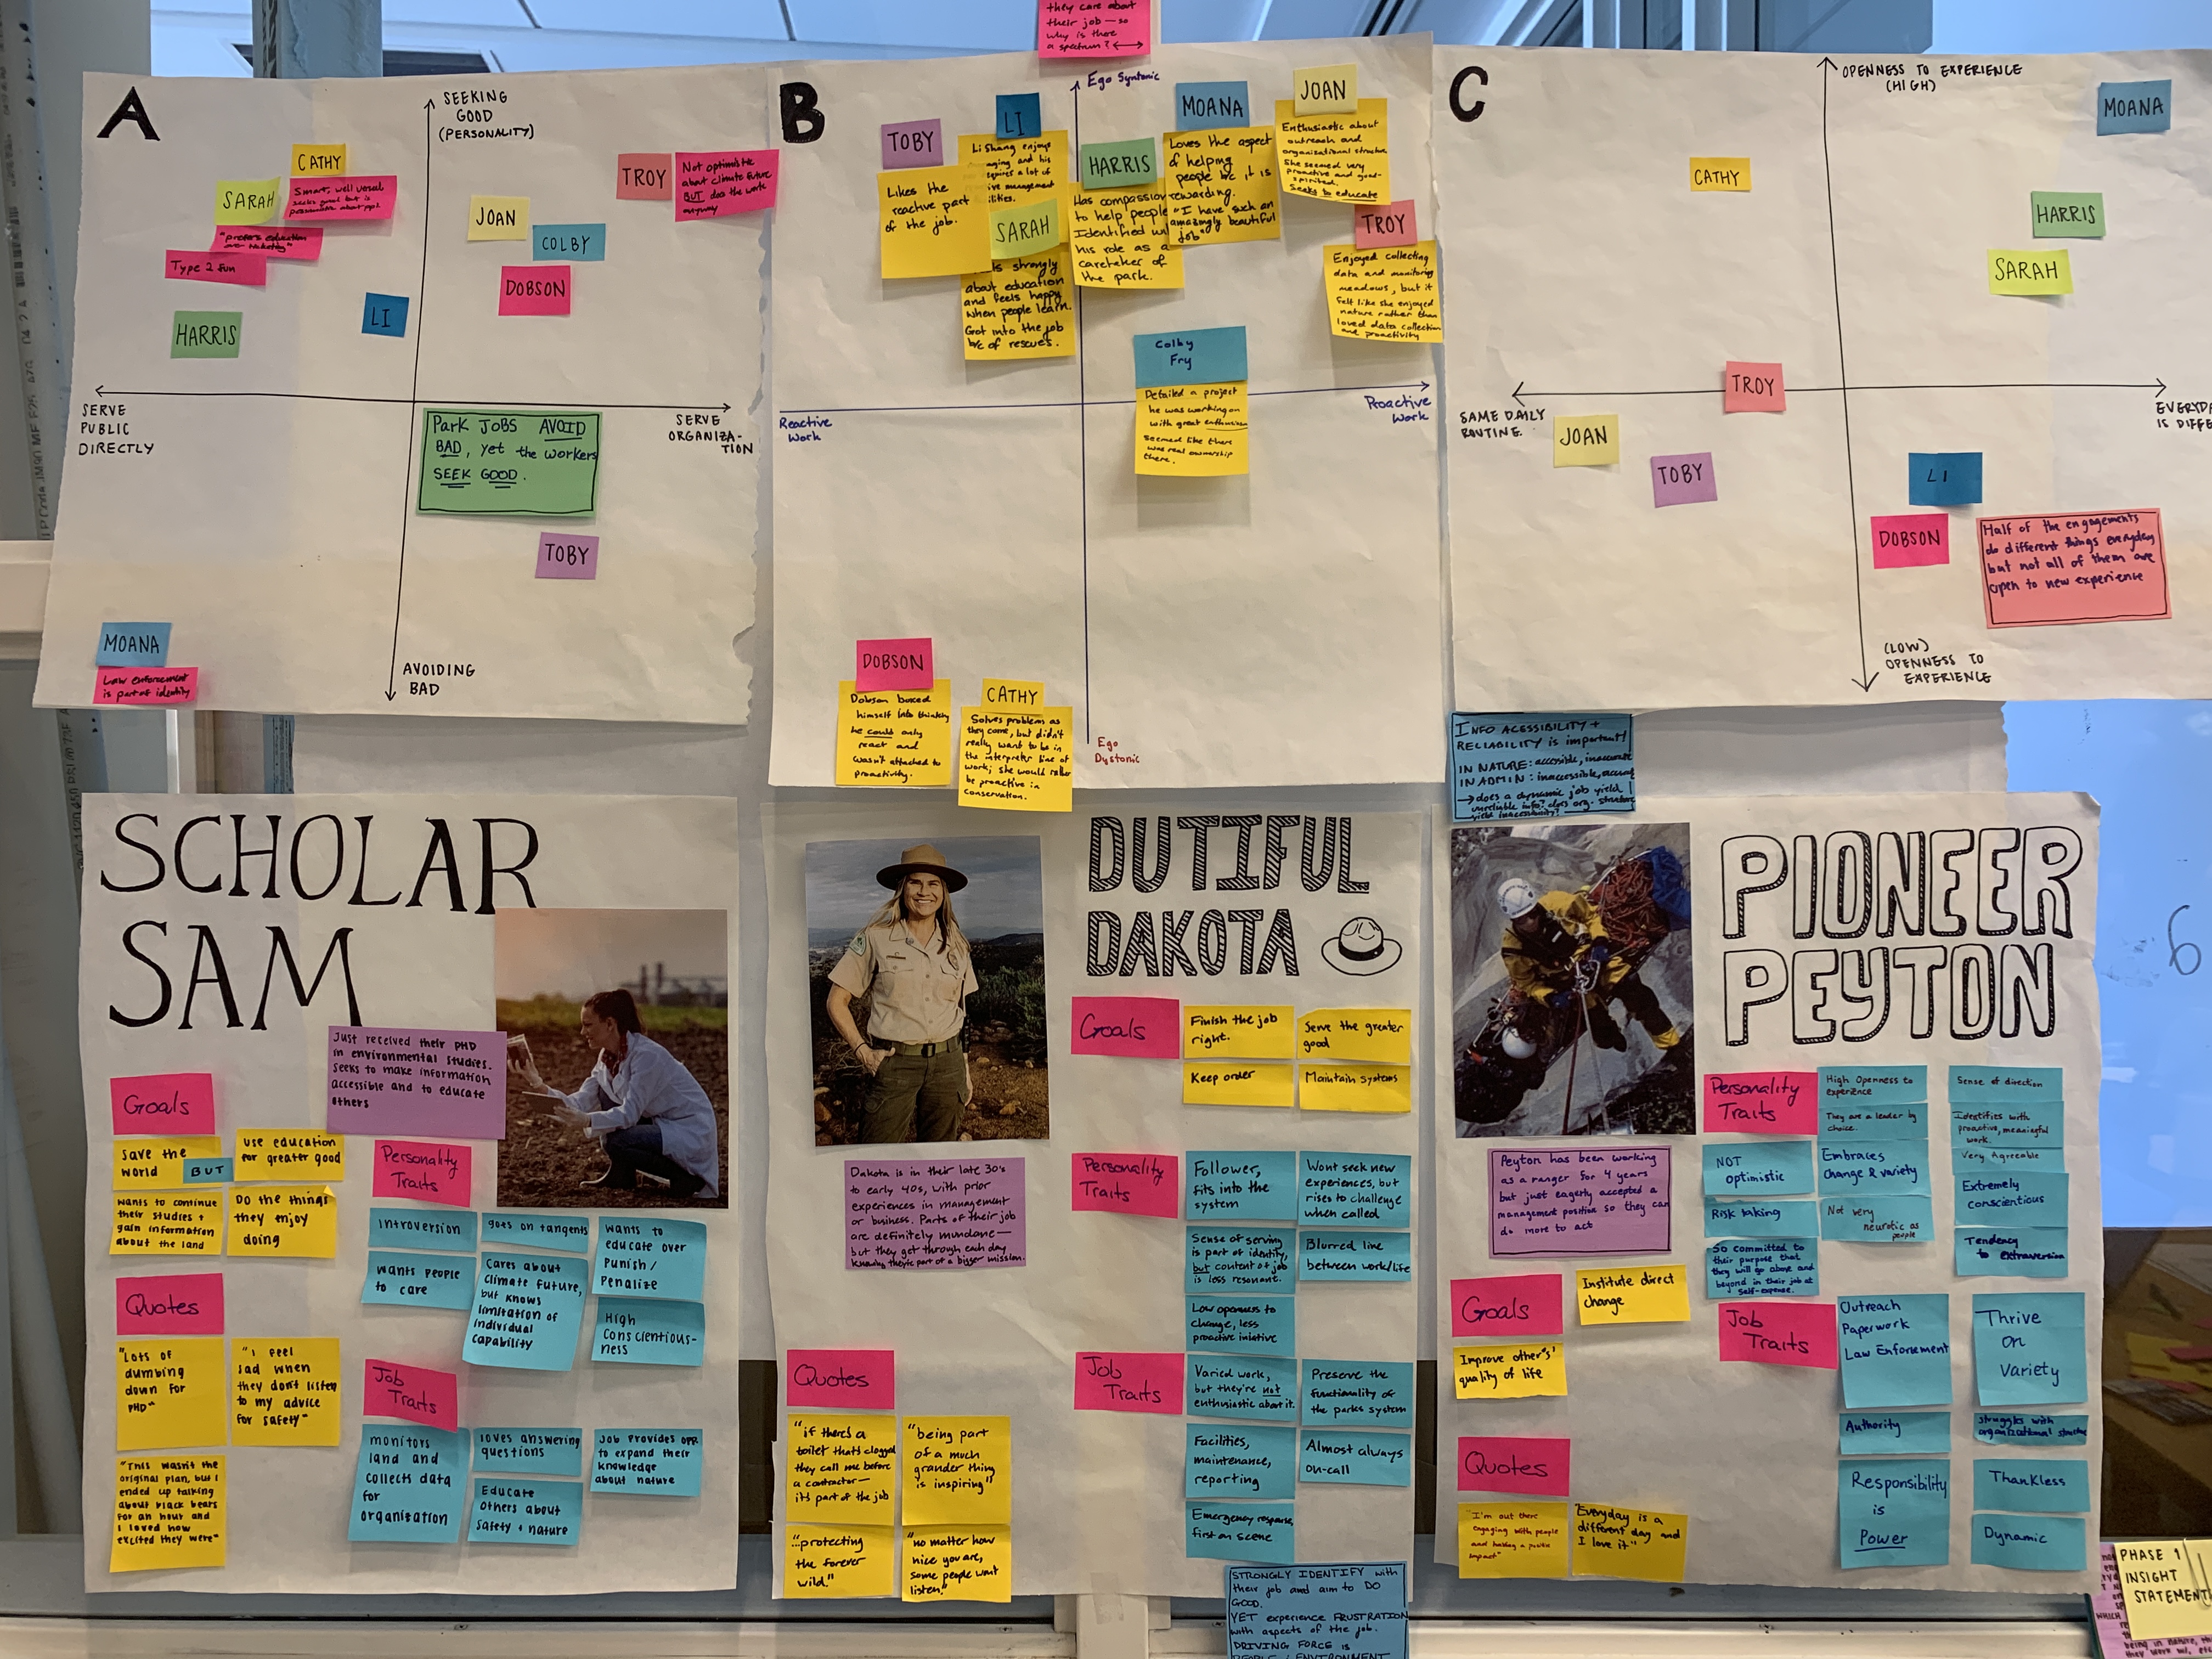 they care about
their job — so
why is there
a spectrum? ↔
A
SEEKING
GOOD
(PERSONALITY)
CATHY
Smart, well versed
seeks good but is
passionate about ppl.
SARAH
Type 2 fun
HARRIS
LI
JOAN
COLBY
DOBSON
TROY
Not optimistic
about climate future
BUT does the work
anyway
SERVE
PUBLIC
DIRECTLY
SERVE
ORGANIZA-
TION
PARK JOBS AVOID
BAD, yet the workers
SEEK GOOD.
TOBY
MOANA
Law enforcement
is part of identity
AVOIDING
BAD
B
Ego Syntonic
TOBY
Likes the
reactive part
of the job.
LI
Li Shang enjoys
SARAH
strongly
about education
and feels happy
when people learn.
Got into the job
b/c of rescues.
HARRIS
Has compassion
to help people
Identified
his role as a
caretaker of
the park.
MOANA
Loves the aspect
of helping
people b/c it is
rewarding.
"I have such an
amazingly beautiful
job"
JOAN
Enthusiastic about
outreach and
organizational structure
She seemed very
proactive and good-
spirited.
Seeks to educate
TROY
Enjoyed collecting
data and monitoring
meadows, but it
felt like she enjoyed
nature rather than
loved data collection
and proactivity
Colby
Fry
Detailed a project
he was working on
with great enthusiasm
seemed like there
was real ownership
there.
Reactive
Work
Proactive
Work
DOBSON
Dobson boxed
himself into thinking
he could only
react and
wasn't attached to
proactivity.
CATHY
Solves problems as
they come, but didn't
really want to be in
the interpreter line of
work; she would rather
be proactive in
conservation.
Ego
Dystonic
C
OPENNESS TO EXPERIENCE
(HIGH)
MOANA
CATHY
HARRIS
SARAH
TROY
SAME DAILY
ROUTINE.
EVERYDA
IS DIFFE
JOAN
TOBY
LI
DOBSON
Half of the engagements
do different things everyday
but not all of them are
open to new experience
(LOW)
OPENNESS TO
EXPERIENCE
INFO ACESSIBILITY +
RELIABILITY is important!
IN NATURE: accessible, inaccurate
IN ADMIN: inaccessible, accurate
→ does a dynamic job yield
unreliable info? does org. structure
yield inaccessibility?
SCHOLAR
SAM
Just received their PHD
in environmental studies.
Seeks to make information
accessible and to educate
others
Goals
Save the
world
BUT
use education
for greater good
wants to continue
their studies +
gain information
about the land
Do the things
they enjoy
doing
Personality
Traits
introversion
goes on tangents
wants to
educate over
Punish/
Penalize
wants people
to care
Cares about
climate future,
but knows
limitation of
individual
capability
High
Conscientious-
ness
Quotes
"Lots of
dumbing
down for
PHD"
"I feel
sad when
they don't listen
to my advice
for safety"
"This wasn't the
original plan, but I
ended up talking
about black bears
for an hour and
I loved how
excited they were"
Job
Traits
monitors
land and
collects data
for
organization
loves answering
questions
Job provides opp.
to expand their
knowledge
about nature
Educate
others about
safety + nature
DUTIFUL
DAKOTA
Dakota is in their late 30's
to early 40s, with prior
experiences in management
or business. Parts of their job
are definitely mundane —
but they get through each day
knowing they're part of a bigger mission.
Goals
Finish the job
right.
Serve the greater
good
Keep order
Maintain systems
Personality
Traits
Follower,
fits into the
system
Wont seek new
experiences, but
rises to challenge
when called
Sense of serving
is part of identity,
but content of job
is less resonant.
Blurred line
between work/life
Low openness to
change, less
proactive iniative
Quotes
"if there's a
toilet that's clogged
they call me before
a contractor —
it's part of the job
"being part
of a much
grander thing
is inspiring"
"...protecting
the forever
wild."
"no matter how
nice you are,
some people wont
listen."
Job
Traits
Varied work,
but they're not
enthusiastic about it.
Preserve the
functionality of
the parks system
Facilities,
maintenance,
reporting
Almost always
on-call
Emergency response,
first on scene
STRONGLY IDENTIFY with
their job and aim to DO
GOOD.
YET experience FRUSTRATION
with aspects of the job.
DRIVING FORCE is
PEOPLE / ENVIRONMENT
PIONEER
PEYTON
Peyton has been working
as a ranger for 4 years
but just eagerly accepted a
management position so they can
do more to act
Personality
Traits
High Openness to
experience
Sense of direction
They are a leader by
choice.
Identifies with
proactive, meaningful
work.
NOT
optimistic
Embraces
change & variety
Very Agreeable
Extremely
conscientious
Risk taking
Not very
neurotic as
people
So committed to
their purpose that
they will go above and
beyond in their job at
self-expense.
Tendency
to extraversion
Goals
Institute direct
change
Improve other's'
quality of life
Job
Traits
Outreach
Paperwork
Law Enforcement
Thrive
on
variety
Authority
struggles with
organizational structure
Responsibility
is
Power
Thankless
Dynamic
Quotes
"I'm out there
engaging with people
and having a positive
impact"
"Everyday is a
different day and
I love it"
PHASE 1
INSIGHT
STATEMENT